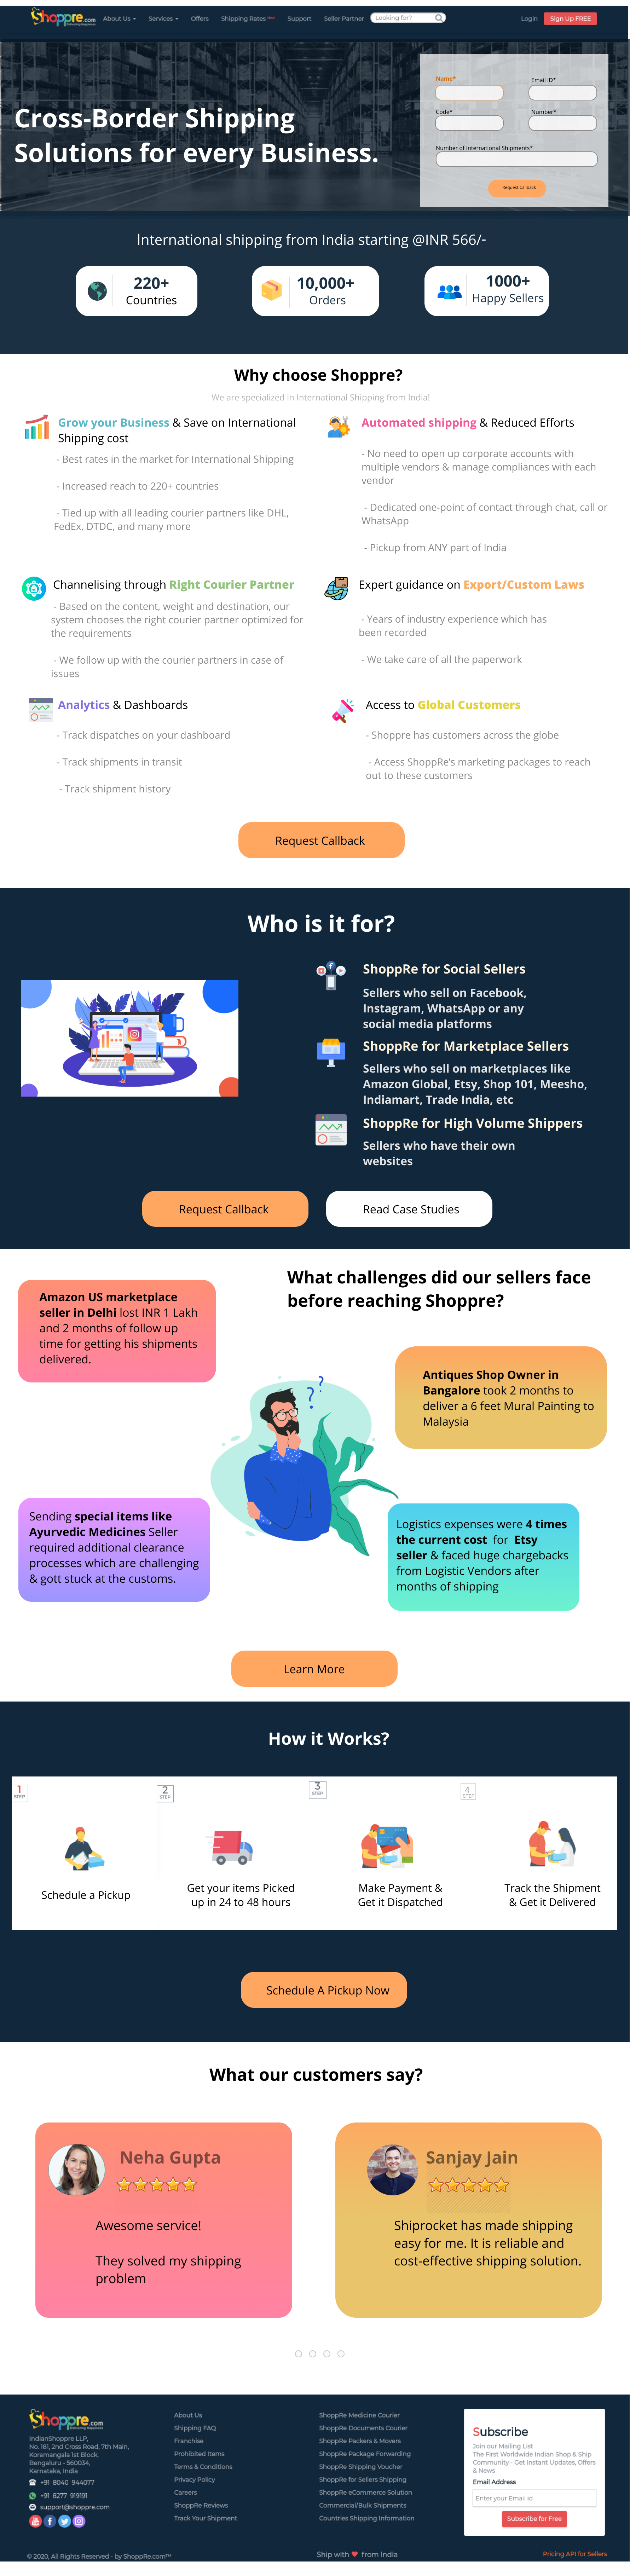 Shoppre.com
About Us
Services
Offers
Shipping Rates
Support
Seller Partner
Looking for?
Login
Sign Up FREE
Cross-Border Shipping
Solutions for every Business.
Name*
Email ID*
Code*
Number*
Number of International Shipments*
Request Callback
International shipping from India starting @INR 566/-
220+
Countries
10,000+
Orders
1000+
Happy Sellers
Why choose Shoppre?
We are specialized in International Shipping from India!
Grow your Business & Save on International
Shipping cost
- Best rates in the market for International Shipping
- Increased reach to 220+ countries
- Tied up with all leading courier partners like DHL,
FedEx, DTDC, and many more
Automated shipping & Reduced Efforts
- No need to open up corporate accounts with
multiple vendors & manage compliances with each
vendor
- Dedicated one-point of contact through chat, call or
WhatsApp
- Pickup from ANY part of India
Channelising through Right Courier Partner
- Based on the content, weight and destination, our
system chooses the right courier partner optimized for
the requirements
- We follow up with the courier partners in case of
issues
Expert guidance on Export/Custom Laws
- Years of industry experience which has
been recorded
- We take care of all the paperwork
Analytics & Dashboards
- Track dispatches on your dashboard
- Track shipments in transit
- Track shipment history
Access to Global Customers
- Shoppre has customers across the globe
- Access ShoppRe's marketing packages to reach
out to these customers
Request Callback
Who is it for?
ShoppRe for Social Sellers
Sellers who sell on Facebook,
Instagram, WhatsApp or any
social media platforms
ShoppRe for Marketplace Sellers
Sellers who sell on marketplaces like
Amazon Global, Etsy, Shop 101, Meesho,
Indiamart, Trade India, etc
ShoppRe for High Volume Shippers
Sellers who have their own
websites
Request Callback
Read Case Studies
What challenges did our sellers face
before reaching Shoppre?
Amazon US marketplace
seller in Delhi lost INR 1 Lakh
and 2 months of follow up
time for getting his shipments
delivered.
Antiques Shop Owner in
Bangalore took 2 months to
deliver a 6 feet Mural Painting to
Malaysia
Sending special items like
Ayurvedic Medicines Seller
required additional clearance
processes which are challenging
& gott stuck at the customs.
Logistics expenses were 4 times
the current cost for Etsy
seller & faced huge chargebacks
from Logistic Vendors after
months of shipping
Learn More
How it Works?
1
STEP
Schedule a Pickup
2
STEP
Get your items Picked
up in 24 to 48 hours
3
STEP
Make Payment &
Get it Dispatched
4
STEP
Track the Shipment
& Get it Delivered
Schedule A Pickup Now
What our customers say?
Neha Gupta
Awesome service!
They solved my shipping
problem
Sanjay Jain
Shiprocket has made shipping
easy for me. It is reliable and
cost-effective shipping solution.
Shoppre.com
IndianShoppre LLP,
No. 181, 2nd Cross Road, 7th Main,
Koramangala 1st Block,
Bengaluru - 560034,
Karnataka, India
+91 8040 944077
+91 8277 919191
support@shoppre.com
About Us
Shipping FAQ
Franchise
Prohibited Items
Terms & Conditions
Privacy Policy
Careers
ShoppRe Reviews
Track Your Shipment
ShoppRe Medicine Courier
ShoppRe Documents Courier
ShoppRe Packers & Movers
ShoppRe Package Forwarding
ShoppRe Shipping Voucher
ShoppRe for Sellers Shipping
ShoppRe eCommerce Solution
Commercial/Bulk Shipments
Countries Shipping Information
Subscribe
Join our Mailing List
The First Worldwide Indian Shop & Ship
Community - Get Instant Updates, Offers
& News
Email Address
Enter your Email id
Subscribe for Free
© 2020, All Rights Reserved - by ShoppRe.com™
Ship with ❤ from India
Pricing API for Sellers